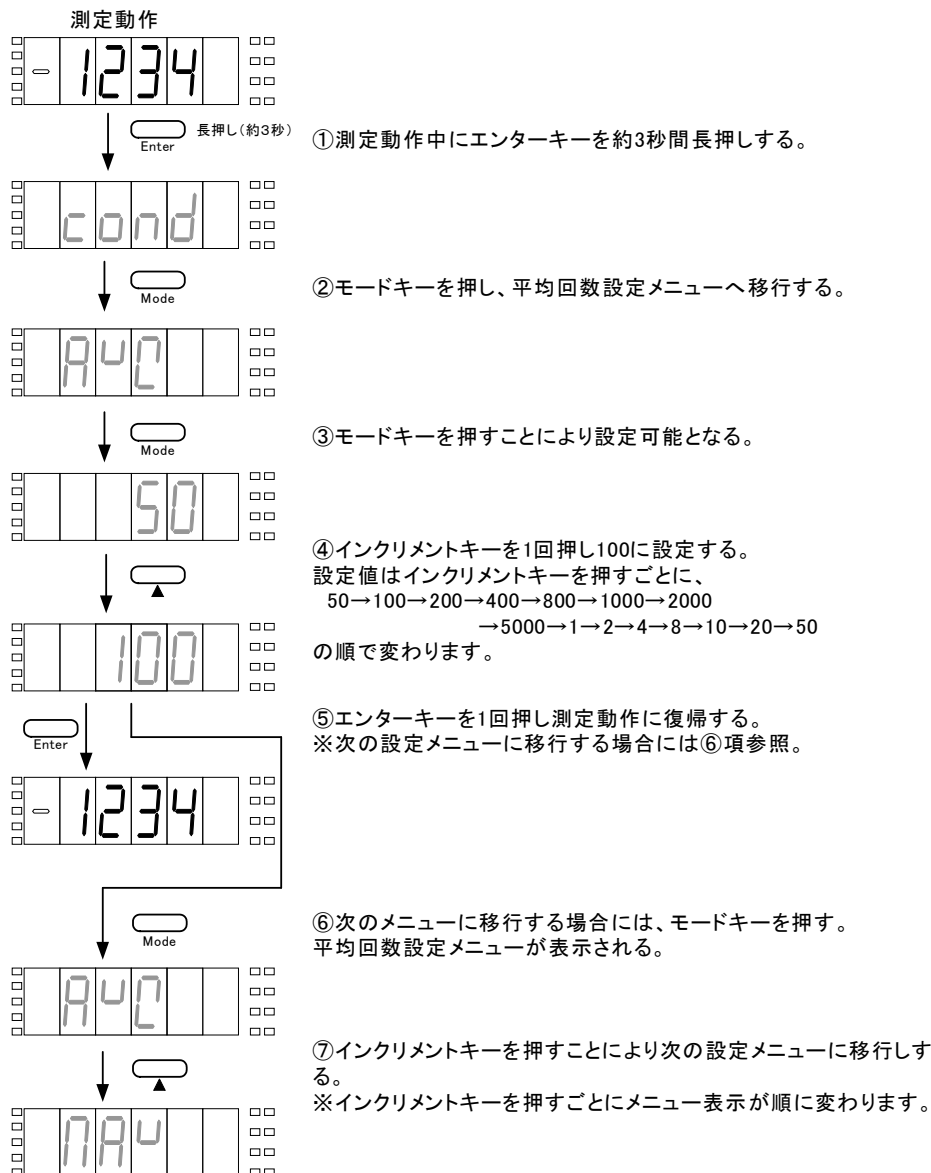 測定動作
- 1234
長押し(約3秒)
Enter
①測定動作中にエンターキーを約3秒間長押しする。
cond
Mode
②モードキーを押し、平均回数設定メニューへ移行する。
AvG
Mode
③モードキーを押すことにより設定可能となる。
50
▲
④インクリメントキーを1回押し100に設定する。
設定値はインクリメントキーを押すごとに、
50→100→200→400→800→1000→2000
→5000→1→2→4→8→10→20→50
の順で変わります。
100
Enter
⑤エンターキーを1回押し測定動作に復帰する。
※次の設定メニューに移行する場合には⑥項参照。
- 1234
Mode
⑥次のメニューに移行する場合には、モードキーを押す。
平均回数設定メニューが表示される。
AvG
▲
⑦インクリメントキーを押すことにより次の設定メニューに移行しす
る。
※インクリメントキーを押すごとにメニュー表示が順に変わります。
MAv